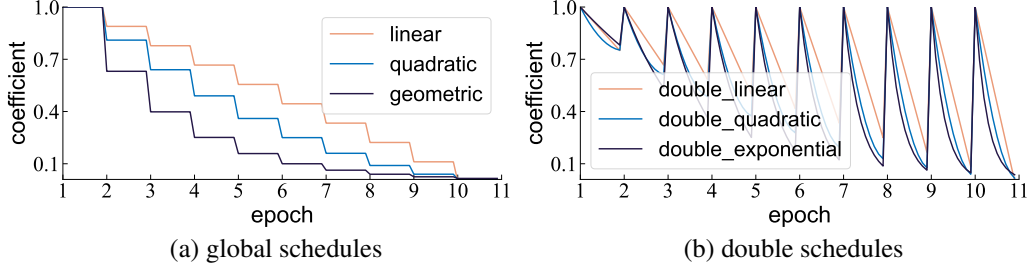 coefficient
1.0
0.7
0.4
0.1
linear
quadratic
geometric
1 2 3 4 5 6 7 8 9 10 11
epoch
(a) global schedules
coefficient
1.0
0.7
0.4
0.1
double_linear
double_quadratic
double_exponential
1 2 3 4 5 6 7 8 9 10 11
epoch
(b) double schedules